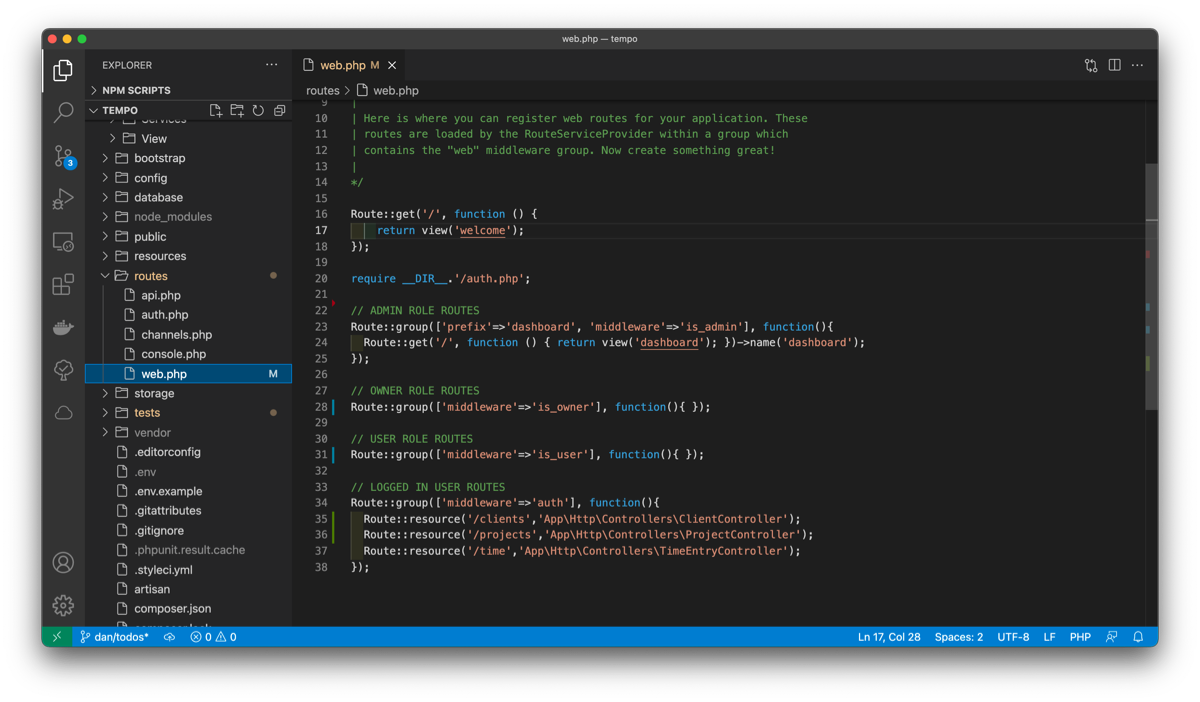 web.php — tempo
EXPLORER
NPM SCRIPTS
TEMPO
Services
View
bootstrap
config
database
node_modules
public
resources
routes
api.php
auth.php
channels.php
console.php
web.php M
storage
tests
vendor
.editorconfig
.env
.env.example
.gitattributes
.gitignore
.phpunit.result.cache
.styleci.yml
artisan
composer.json
composer.lock
3
web.php M
routes > web.php
9 |
10 | Here is where you can register web routes for your application. These
11 | routes are loaded by the RouteServiceProvider within a group which
12 | contains the "web" middleware group. Now create something great!
13 |
14 */
15
16 Route::get('/', function () {
17 return view('welcome');
18 });
19
20 require __DIR__.'/auth.php';
21
22 // ADMIN ROLE ROUTES
23 Route::group(['prefix'=>'dashboard', 'middleware'=>'is_admin'], function(){
24 Route::get('/', function () { return view('dashboard'); })->name('dashboard');
25 });
26
27 // OWNER ROLE ROUTES
28 Route::group(['middleware'=>'is_owner'], function(){ });
29
30 // USER ROLE ROUTES
31 Route::group(['middleware'=>'is_user'], function(){ });
32
33 // LOGGED IN USER ROUTES
34 Route::group(['middleware'=>'auth'], function(){
35 Route::resource('/clients','App\Http\Controllers\ClientController');
36 Route::resource('/projects','App\Http\Controllers\ProjectController');
37 Route::resource('/time','App\Http\Controllers\TimeEntryController');
38 });
dan/todos* 0 0 Ln 17, Col 28 Spaces: 2 UTF-8 LF PHP